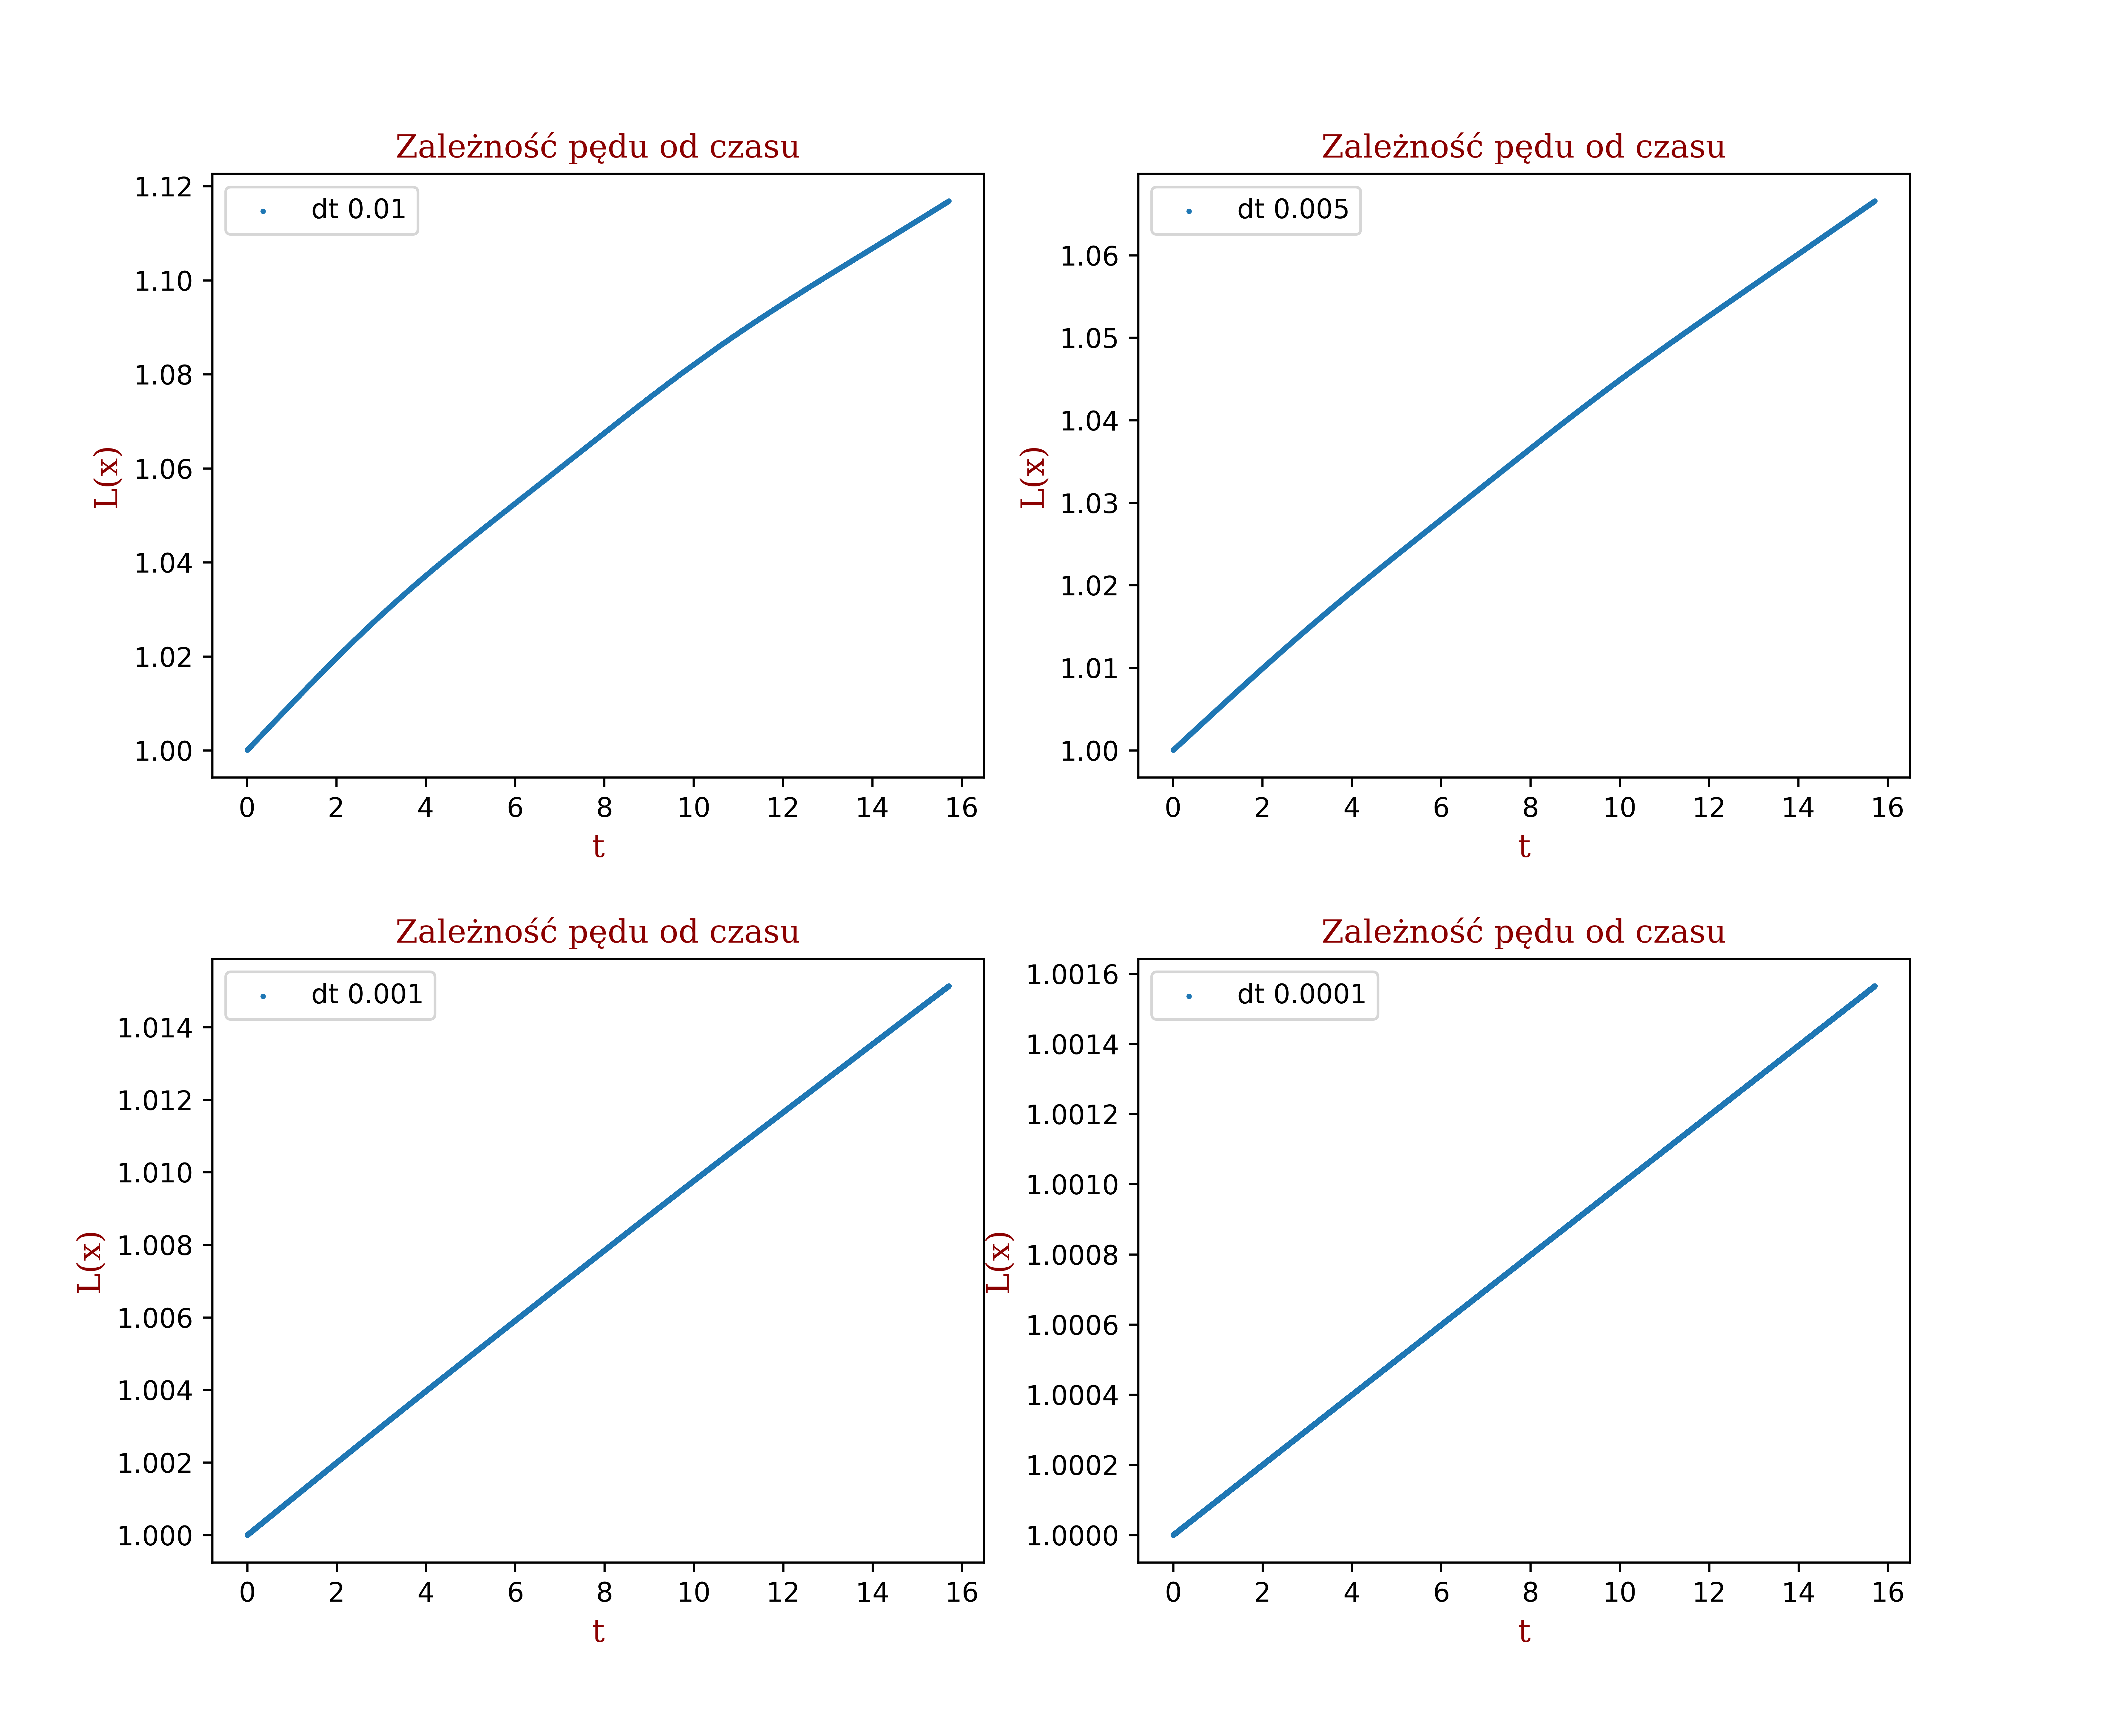 Zależność pędu od czasu
dt 0.01
1.12
1.10
1.08
1.06
1.04
1.02
1.00
L(x)
0 2 4 6 8 10 12 14 16
t
Zależność pędu od czasu
dt 0.005
1.06
1.05
1.04
1.03
1.02
1.01
1.00
L(x)
0 2 4 6 8 10 12 14 16
t
Zależność pędu od czasu
dt 0.001
1.014
1.012
1.010
1.008
1.006
1.004
1.002
1.000
L(x)
0 2 4 6 8 10 12 14 16
t
Zależność pędu od czasu
dt 0.0001
1.0016
1.0014
1.0012
1.0010
1.0008
1.0006
1.0004
1.0002
1.0000
L(x)
0 2 4 6 8 10 12 14 16
t